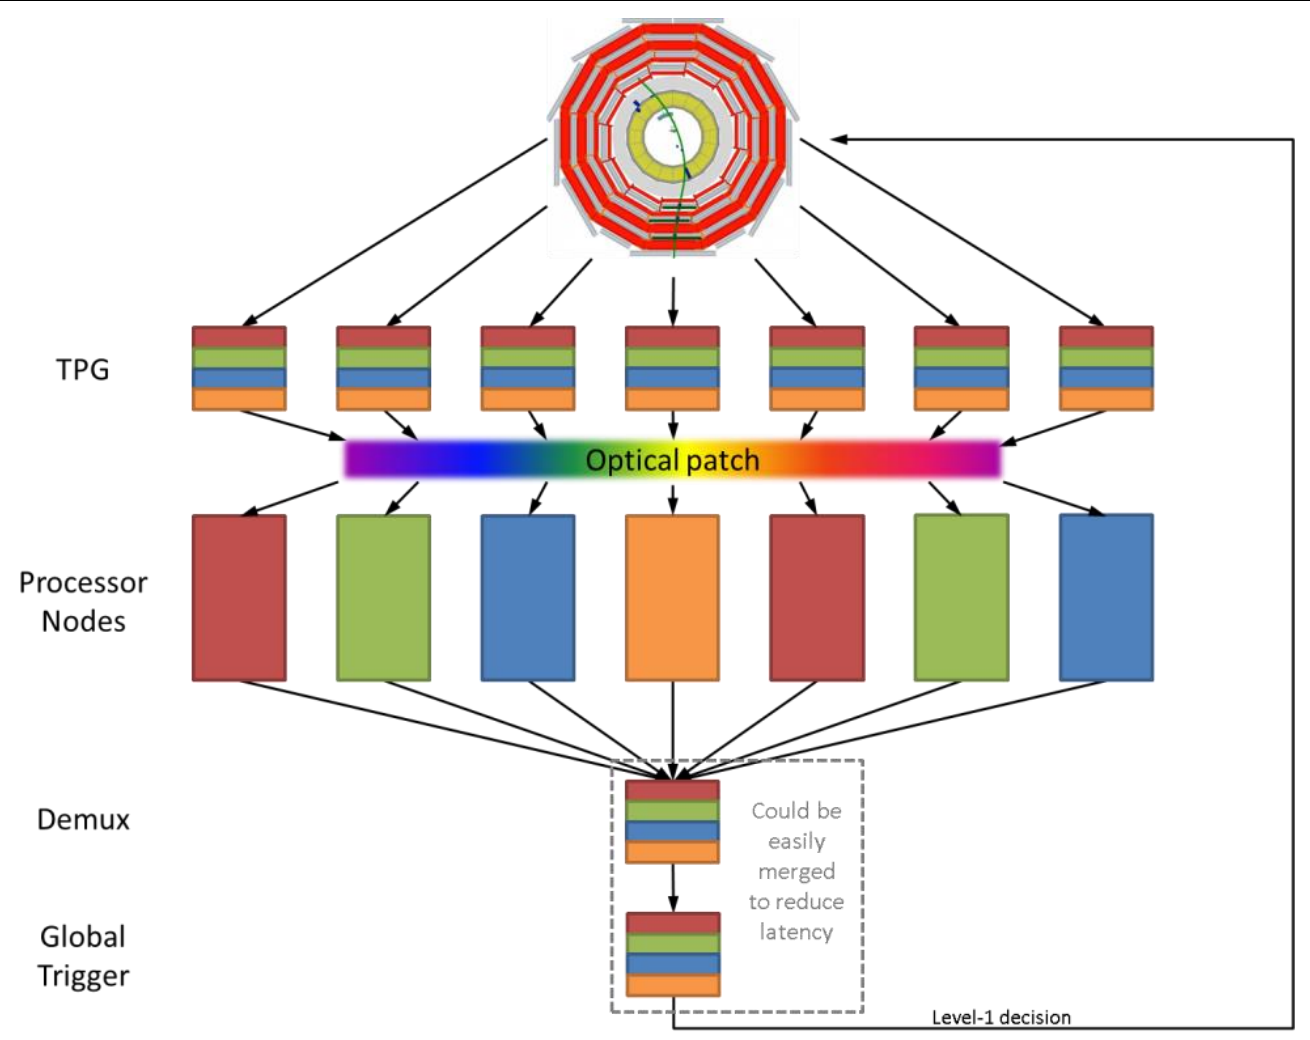 TPG
Optical patch
Processor
Nodes
Demux
Could be
easily
merged
to reduce
latency
Global
Trigger
Level-1 decision